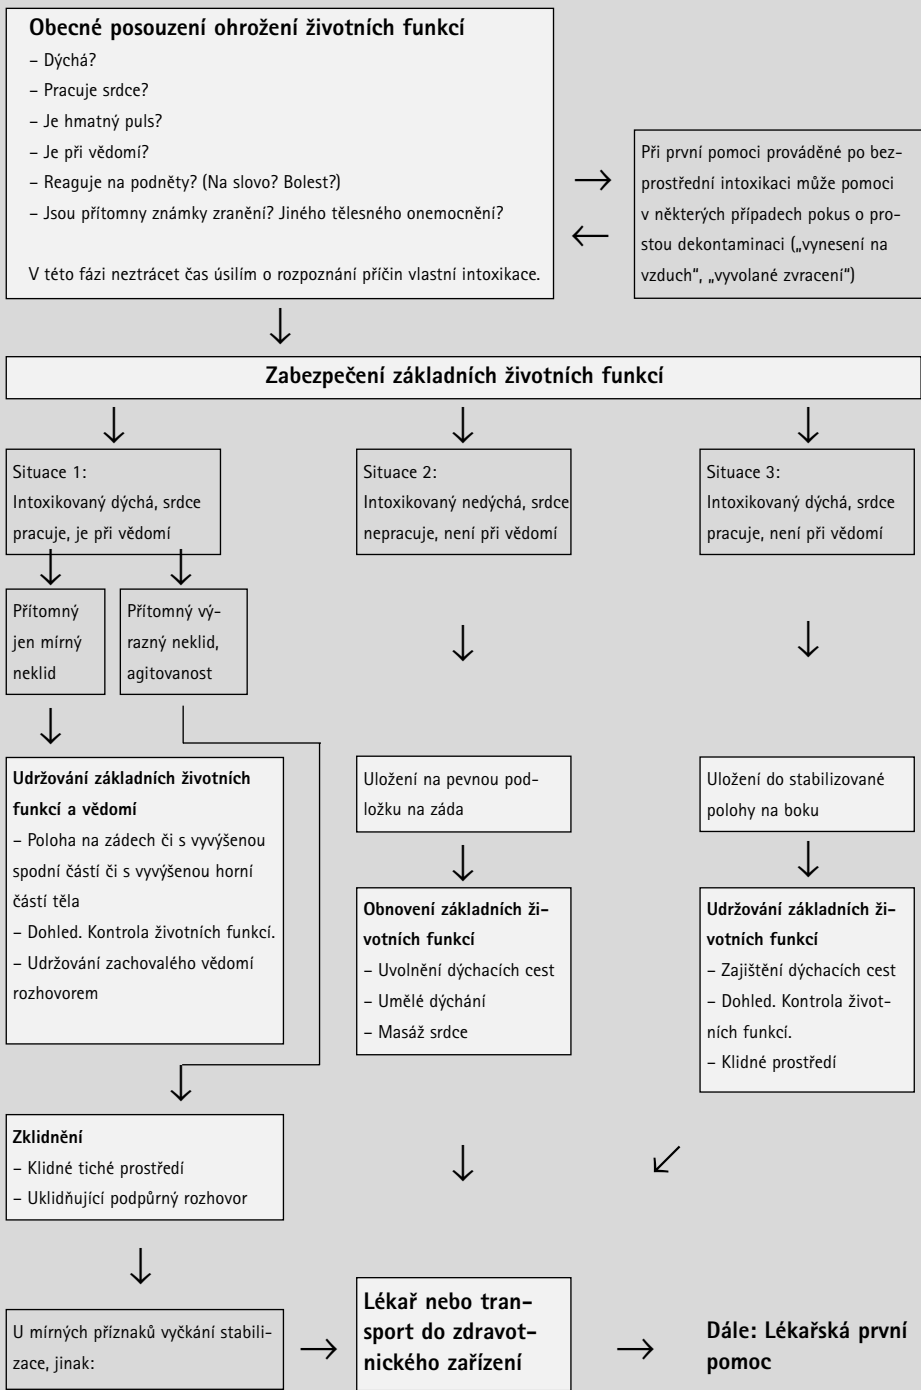 Obecné posouzení ohrožení životních funkcí
– Dýchá?
– Pracuje srdce?
– Je hmatný puls?
– Je při vědomí?
– Reaguje na podněty? (Na slovo? Bolest?)
– Jsou přítomny známky zranění? Jiného tělesného onemocnění?
V této fázi neztrácet čas úsilím o rozpoznání příčin vlastní intoxikace.
Při první pomoci prováděné po bez-
prostřední intoxikaci může pomoci
v některých případech pokus o pro-
stou dekontaminaci („vynesení na
vzduch“, „vyvolané zvracení“)
Zabezpečení základních životních funkcí
Situace 1:
Intoxikovaný dýchá, srdce
pracuje, je při vědomí
Situace 2:
Intoxikovaný nedýchá, srdce
nepracuje, není při vědomí
Situace 3:
Intoxikovaný dýchá, srdce
pracuje, není při vědomí
Přítomný
jen mírný
neklid
Přítomný vý-
razný neklid,
agitovanost
Udržování základních životních
funkcí a vědomí
– Poloha na zádech či s vyvýšenou
spodní částí či s vyvýšenou horní
částí těla
– Dohled. Kontrola životních funkcí.
– Udržování zachovalého vědomí
rozhovorem
Uložení na pevnou pod-
ložku na záda
Uložení do stabilizované
polohy na boku
Obnovení základních ži-
votních funkcí
– Uvolnění dýchacích cest
– Umělé dýchání
– Masáž srdce
Udržování základních ži-
votních funkcí
– Zajištění dýchacích cest
– Dohled. Kontrola život-
ních funkcí.
– Klidné prostředí
Zklidnění
– Klidné tiché prostředí
– Uklidňující podpůrný rozhovor
U mírných příznaků vyčkání stabili-
zace, jinak:
Lékař nebo tran-
sport do zdravot-
nického zařízení
Dále: Lékařská první
pomoc